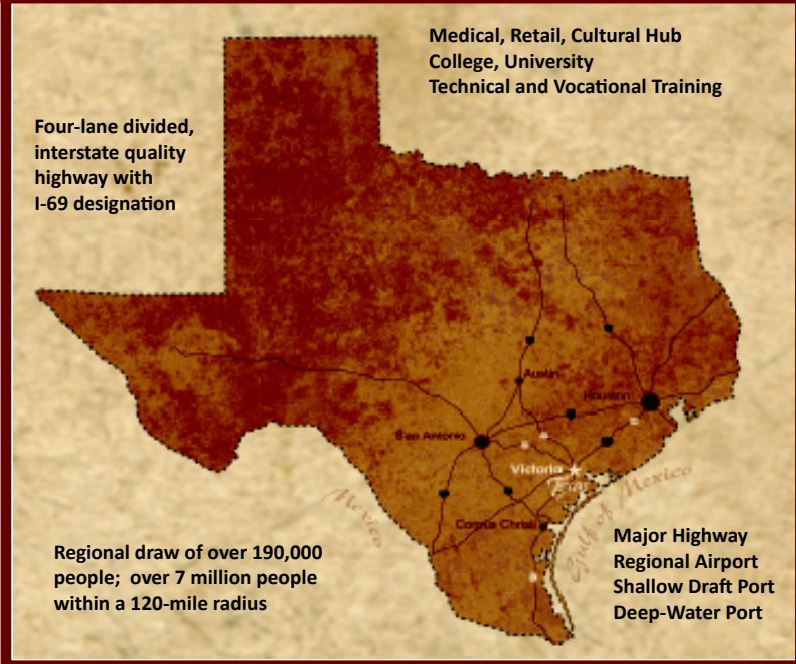 Medical, Retail, Cultural Hub
College, University
Technical and Vocational Training
Four-lane divided,
interstate quality
highway with
I-69 designation
Austin
Houston
San Antonio
Victoria
Texas
Corpus Christi
Mexico
Gulf of Mexico
Regional draw of over 190,000
people; over 7 million people
within a 120-mile radius
Major Highway
Regional Airport
Shallow Draft Port
Deep-Water Port